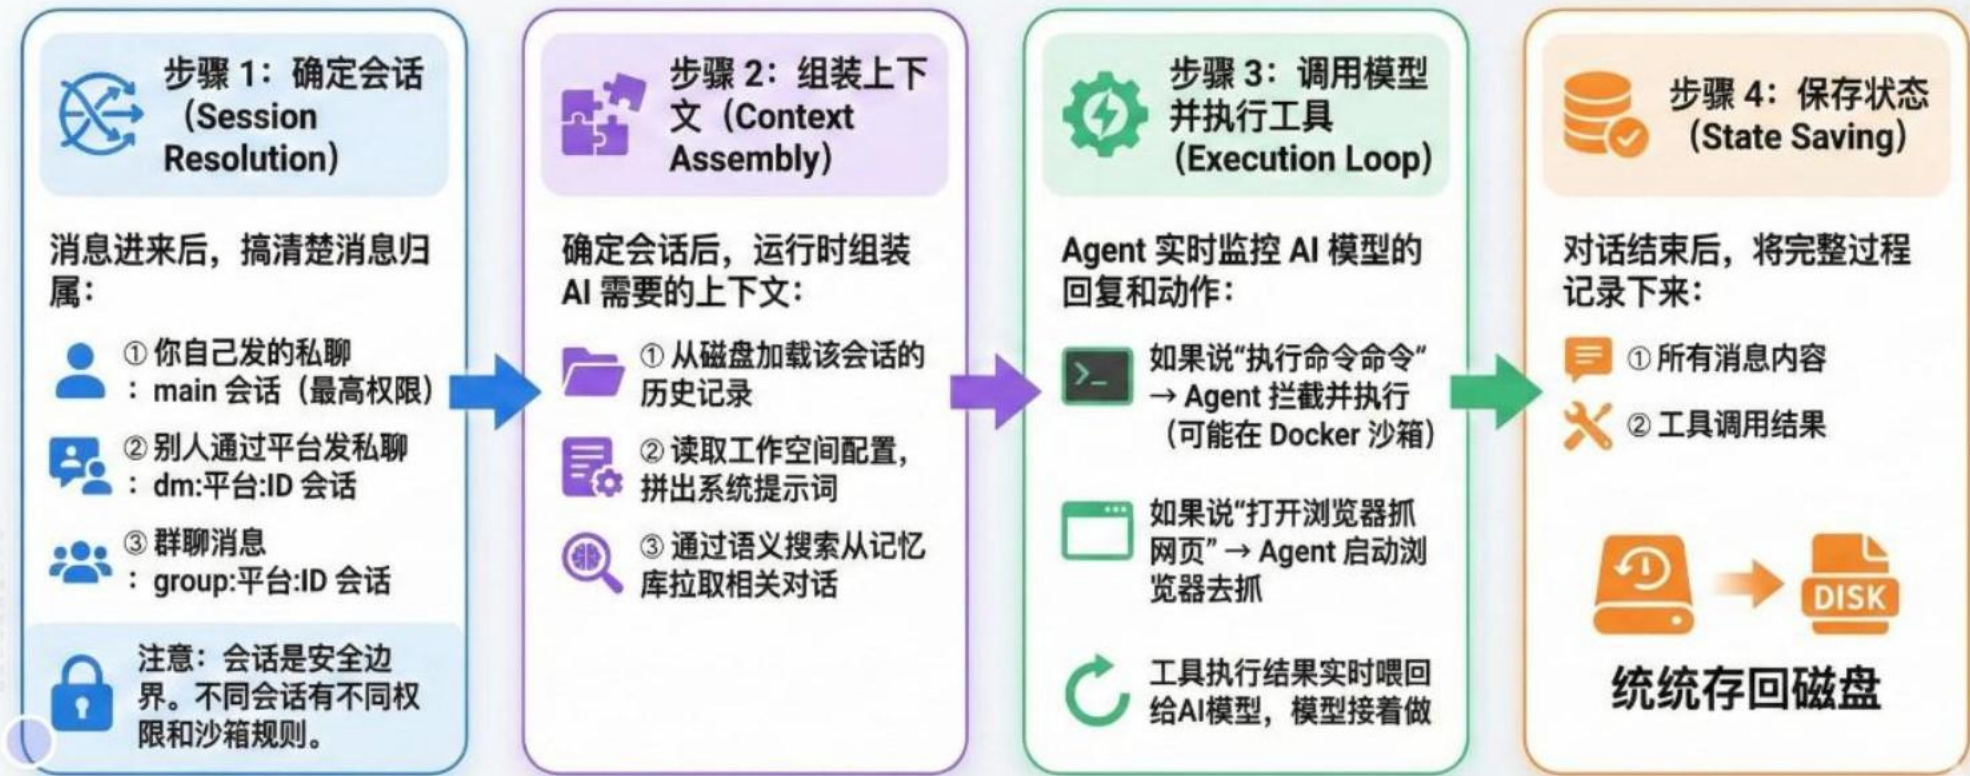 步骤 1：确定会话
（Session
Resolution）
消息进来后，搞清楚消息归
属：
① 你自己发的私聊
：main 会话（最高权限）
② 别人通过平台发私聊
：dm:平台:ID 会话
③ 群聊消息
：group:平台:ID 会话
注意：会话是安全边
界。不同会话有不同权
限和沙箱规则。
步骤 2：组装上下
文（Context
Assembly）
确定会话后，运行时组装
AI 需要的上下文：
① 从磁盘加载该会话的
历史记录
② 读取工作空间配置，
拼出系统提示词
③ 通过语义搜索从记忆
库拉取相关对话
步骤 3：调用模型
并执行工具
（Execution Loop）
Agent 实时监控 AI 模型的
回复和动作：
>_
如果说“执行命令命令”
→ Agent 拦截并执行
（可能在 Docker 沙箱）
如果说“打开浏览器抓
网页” → Agent 启动浏
览器去抓
工具执行结果实时喂回
给AI模型，模型接着做
步骤 4：保存状态
（State Saving）
对话结束后，将完整过程
记录下来：
① 所有消息内容
② 工具调用结果
DISK
统统存回磁盘